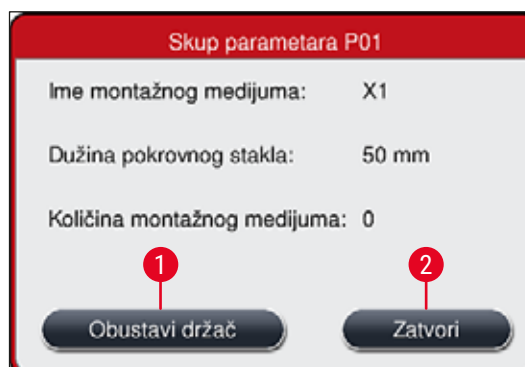 Skup parametara P01
Ime montažnog medijuma: X1
Dužina pokrovnog stakla: 50 mm
Količina montažnog medijuma: 0
1 2
Obustavi držač Zatvori